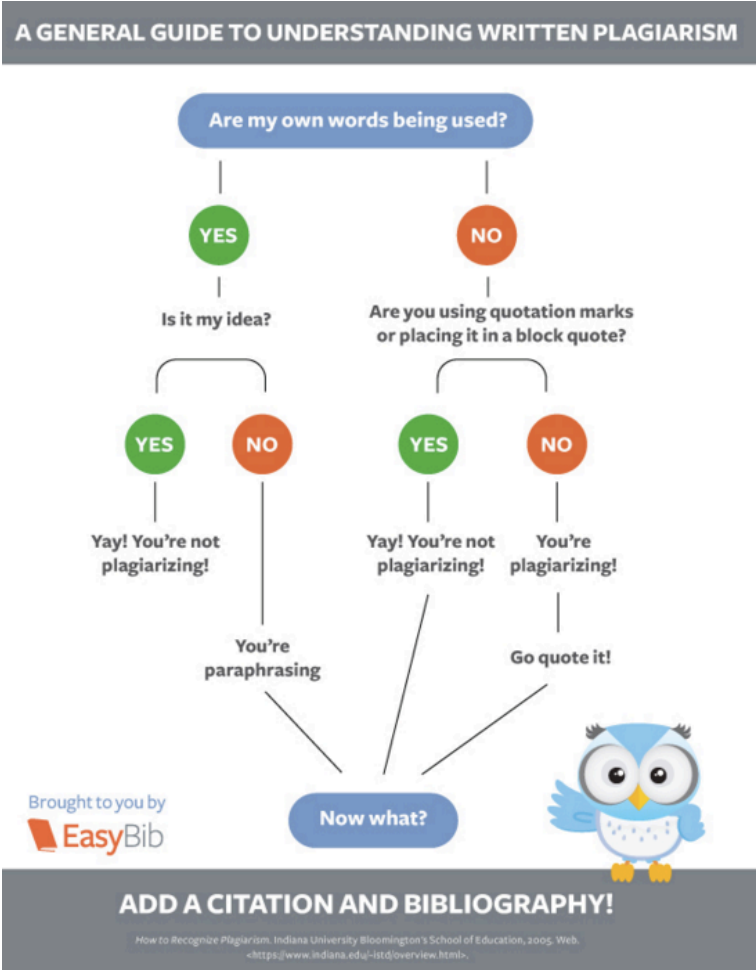 A GENERAL GUIDE TO UNDERSTANDING WRITTEN PLAGIARISM
Are my own words being used?
YES
NO
Is it my idea?
Are you using quotation marks
or placing it in a block quote?
YES
NO
YES
NO
Yay! You're not
plagiarizing!
Yay! You're not
plagiarizing!
You're
plagiarizing!
You're
paraphrasing
Go quote it!
Brought to you by
EasyBib
Now what?
ADD A CITATION AND BIBLIOGRAPHY!
How to Recognize Plagiarism. Indiana University Bloomington's School of Education, 2005. Web.
<https://www.indiana.edu/~istd/overview.html>.